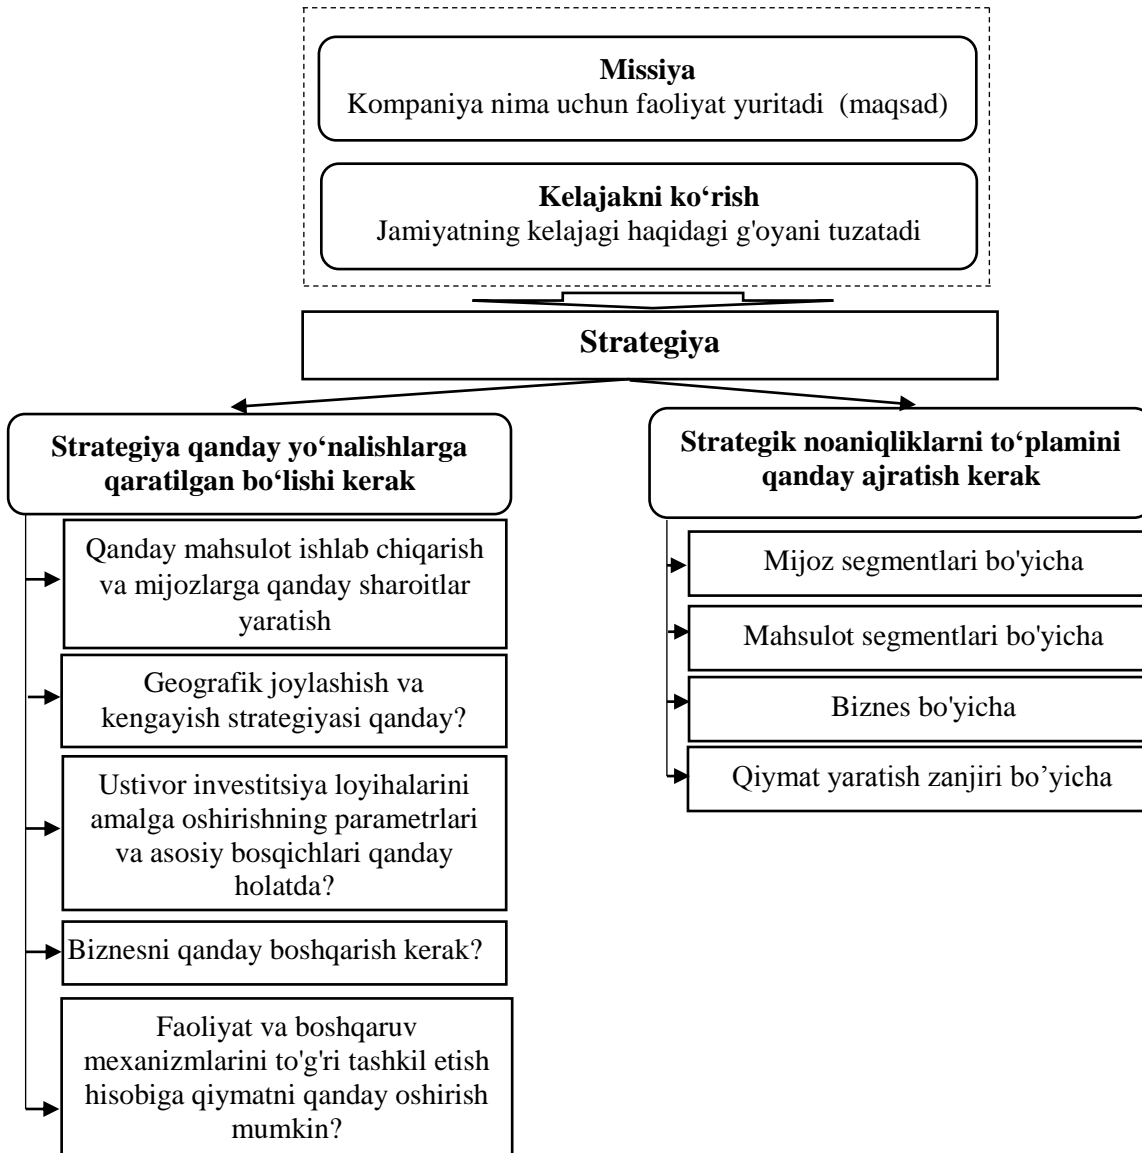 Missiya
Kompaniya nima uchun faoliyat yuritadi (maqsad)
Kelajakni ko‘rish
Jamiyatning kelajagi haqidagi g'oyani tuzatadi
Strategiya
Strategiya qanday yo‘nalishlarga
qaratilgan bo‘lishi kerak
Qanday mahsulot ishlab chiqarish
va mijozlarga qanday sharoitlar
yaratish
Geografik joylashish va
kengayish strategiyasi qanday?
Ustivor investitsiya loyihalarini
amalga oshirishning parametrlari
va asosiy bosqichlari qanday
holatda?
Biznesni qanday boshqarish kerak?
Faoliyat va boshqaruv
mexanizmlarini to'g'ri tashkil etish
hisobiga qiymatni qanday oshirish
mumkin?
Strategik noaniqliklarni to‘plamini
qanday ajratish kerak
Mijoz segmentlari bo'yicha
Mahsulot segmentlari bo'yicha
Biznes bo'yicha
Qiymat yaratish zanjiri bo’yicha